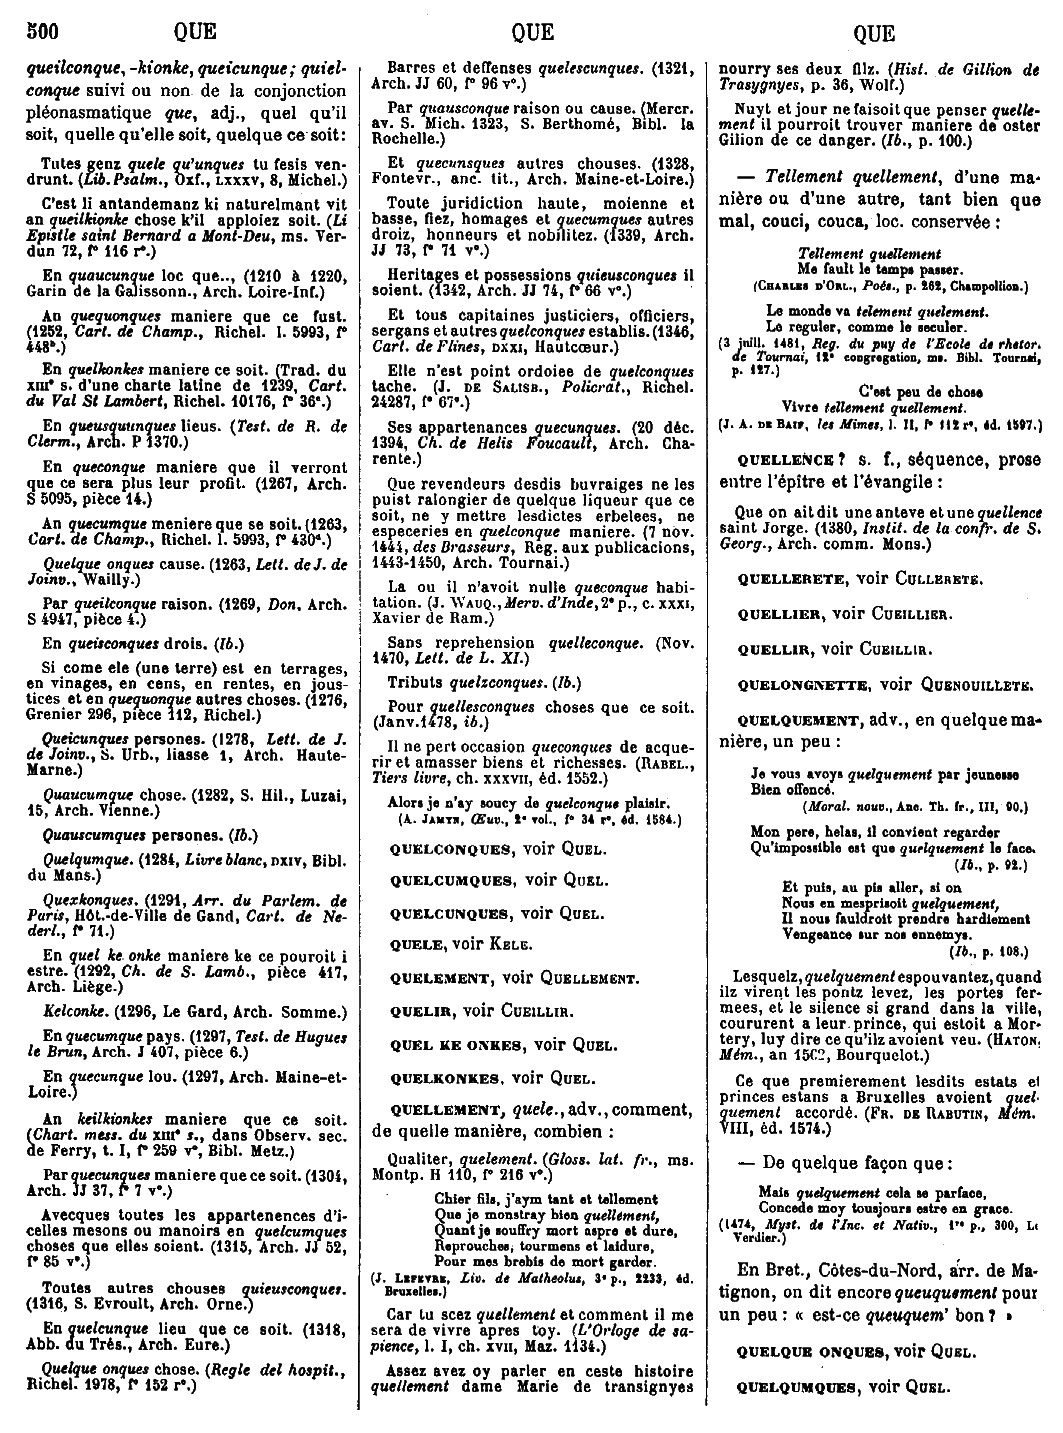 500 QUE QUE QUE
queilconque, -kionke, queicunque; quiel-
conque suivi ou non de la conjonction
pléonasmatique que, adj., quel qu'il
soit, quelle qu'elle soit, quelque ce soit:
Tutes genz quele qu'unques tu fesis ven-
drunt. (Lib. Psalm., Oxf., LXXXV, 8, Michel.)
C'est li antandemanz ki naturelmant vit
an queilkionke chose k'il apploiez soit. (Li
Epistle saint Bernard a Mont-Deu, ms. Ver-
dun 72, f° 116 r°.)
En quaucunque loc que.., (1210 à 1220,
Garin de la Galissonn., Arch. Loire-Inf.)
An quequonques maniere que ce fust.
(1252, Cart. de Champ., Richel. l. 5993, f°
448ᵇ.)
En quelkonkes maniere ce soit. (Trad. du
XIIIᵉ s. d'une charte latine de 1239, Cart.
du Val St Lambert, Richel. 10176, f° 36ᵃ.)
En queusquunques lieus. (Test. de R. de
Clerm., Arch. P 1370.)
En queconque maniere que il verront
que ce sera plus leur profit. (1267, Arch.
S 5095, pièce 14.)
An quecumque meniere que se soit. (1263,
Cart. de Champ., Richel. l. 5993, f° 430ᵃ.)
Quelque onques cause. (1263, Lett. de J. de
Joinv., Wailly.)
Par queilconque raison. (1269, Don, Arch.
S 4947, pièce 4.)
En queisconques drois. (Ib.)
Si come ele (une terre) est en terrages,
en vinages, en cens, en rentes, en jous-
tices et en quequonque autres choses. (1276,
Grenier 296, pièce 112, Richel.)
Queicunques persones. (1278, Lett. de J.
de Joinv., S. Urb., liasse 1, Arch. Haute-
Marne.)
Quaucumque chose. (1282, S. Hil., Luzai,
15, Arch. Vienne.)
Quauscumques persones. (Ib.)
Quelqumque. (1284, Livre blanc, DXIV, Bibl.
du Mans.)
Quexkonques. (1291, Arr. du Parlem. de
Paris, Hôt.-de-Ville de Gand, Cart. de Ne-
derl., f° 71.)
En quel ke onke maniere ke ce pouroit i
estre. (1292, Ch. de S. Lamb., pièce 417,
Arch. Liège.)
Kelconke. (1296, Le Gard, Arch. Somme.)
En quecumque pays. (1297, Test. de Hugues
le Brun, Arch. J 407, pièce 6.)
En quecunque lou. (1297, Arch. Maine-et-
Loire.)
An keilkionkes maniere que ce soit.
(Chart. mess. du XIIIᵉ s., dans Observ. sec.
de Ferry, t. I, f° 259 v°, Bibl. Metz.)
Par quecunques maniere que ce soit. (1304,
Arch. JJ 37, f° 7 v°.)
Avecques toutes les appartenences d'i-
celles mesons ou manoirs en quelcumques
choses que elles soient. (1315, Arch. JJ 52,
f° 85 v°.)
Toutes autres chouses quieusconques.
(1316, S. Evroult, Arch. Orne.)
En quelcunque lieu que ce soit. (1318,
Abb. du Trés., Arch. Eure.)
Quelque onques chose. (Regle del hospit.,
Richel. 1978, f° 152 r°.)
Barres et deffenses quelescunques. (1321,
Arch. JJ 60, f° 96 v°.)
Par quausconque raison ou cause. (Mercr.
av. S. Mich. 1323, S. Berthomé, Bibl. la
Rochelle.)
Et quecunsques autres chouses. (1328,
Fontevr., anc. tit., Arch. Maine-et-Loire.)
Toute juridiction haute, moienne et
basse, fiez, homages et quecumques autres
droiz, honneurs et nobilitez. (1339, Arch.
JJ 73, f° 71 v°.)
Heritages et possessions quieusconques il
soient. (1342, Arch. JJ 74, f° 66 v°.)
Et tous capitaines justiciers, officiers,
sergans et autres quelconques establis. (1346,
Cart. de Flines, DXXI, Hautcœur.)
Elle n'est point ordoiee de quelconques
tache. (J. DE SALISB., Policrat., Richel.
24287, f° 67ᵃ.)
Ses appartenances quecunques. (20 déc.
1394, Ch. de Helis Foucault, Arch. Cha-
rente.)
Que revendeurs desdis buvraiges ne les
puist ralongier de quelque liqueur que ce
soit, ne y mettre lesdictes erbelees, ne
especeries en quelconque maniere. (7 nov.
1444, des Brasseurs, Reg. aux publicacions,
1443-1450, Arch. Tournai.)
La ou il n'avoit nulle queconque habi-
tation. (J. WAUQ., Merv. d'Inde, 2ᵉ p., c. XXXI,
Xavier de Ram.)
Sans reprehension quelleconque. (Nov.
1470, Lett. de L. XI.)
Tributs quelzconques. (Ib.)
Pour quellesconques choses que ce soit.
(Janv. 1478, ib.)
Il ne pert occasion queconques de acque-
rir et amasser biens et richesses. (RABEL.,
Tiers livre, ch. XXXVII, éd. 1552.)
Alors je n'ay soucy de quelconque plaisir.
(A. JAMYN, Œuv., 2ᵉ vol., f° 34 r°, éd. 1584.)
QUELCONQUES, voir QUEL.
QUELCUMQUES, voir QUEL.
QUELCUNQUES, voir QUEL.
QUELE, voir KELE.
QUELEMENT, voir QUELLEMENT.
QUELIR, voir CUEILLIR.
QUEL KE ONKES, voir QUEL.
QUELKONKES, voir QUEL.
QUELLEMENT, quele., adv., comment,
de quelle manière, combien :
Qualiter, quelement. (Gloss. lat. fr., ms.
Montp. H 110, f° 216 v°.)
Chier fils, j'aym tant et tellement
Que je monstray bien quellement,
Quant je souffry mort aspre et dure,
Reprouches, tourmens et laidure,
Pour mes brebis de mort garder.
(J. LEFEVRE, Liv. de Matheolus, 3ᵉ p., 2233, éd.
Bruxelles.)
Car tu scez quellement et comment il me
sera de vivre apres toy. (L'Orloge de sa-
pience, l. I, ch. XVII, Maz. 1134.)
Assez avez oy parler en ceste histoire
quellement dame Marie de transignyes
nourry ses deux filz. (Hist. de Gillion de
Trasygnyes, p. 36, Wolf.)
Nuyt et jour ne faisoit que penser quelle-
ment il pourroit trouver maniere de oster
Gilion de ce danger. (Ib., p. 100.)
— Tellement quellement, d'une ma-
nière ou d'une autre, tant bien que
mal, couci, couca, loc. conservée :
Tellement quellement
Me fault le temps passer.
(CHARLES D'ORL., Poés., p. 262, Champollion.)
Le monde va telement quelement.
Le reguler, comme le seculer.
(3 juill. 1481, Reg. du puy de l'Ecole de rhetor.
de Tournai, 12ᵉ congregation, ms. Bibl. Tournai,
p. 127.)
C'est peu de chose
Vivre tellement quellement.
(J. A. DE BAIF, les Mimes, l. II, f° 112 r°, éd. 1597.)
QUELLENCE ? s. f., séquence, prose
entre l'épître et l'évangile :
Que on ait dit une anteve et une quellence
saint Jorge. (1380, Instit. de la confr. de S.
Georg., Arch. comm. Mons.)
QUELLERETE, voir CULLERETE.
QUELLIER, voir CUEILLIER.
QUELLIR, voir CUEILLIR.
QUELONGNETTE, voir QUENOUILLETE.
QUELQUEMENT, adv., en quelque ma-
nière, un peu :
Je vous avoys quelquement par jeunesse
Bien offencé.
(Moral. nouv., Anc. Th. fr., III, 90.)
Mon pere, helas, il convient regarder
Qu'impossible est que quelquement le face.
(Ib., p. 92.)
Et puis, au pis aller, si on
Nous en mesprisoit quelquement,
Il nous fauldroit prendre hardiement
Vengeance sur nos ennemys.
(Ib., p. 108.)
Lesquelz, quelquement espouvantez, quand
ilz virent les pontz levez, les portes fer-
mees, et le silence si grand dans la ville,
coururent a leur prince, qui estoit a Mor-
tery, luy dire ce qu'ilz avoient veu. (HATON,
Mém., an 1562, Bourquelot.)
Ce que premierement lesdits estats et
princes estans a Bruxelles avoient quel-
quement accordé. (FR. DE RABUTIN, Mém.
VIII, éd. 1574.)
— De quelque façon que :
Mais quelquement cela se parface,
Concede moy tousjours estre en grace.
(1474, Myst. de l'Inc. et Nativ., 1ʳᵉ p., 300, Le
Verdier.)
En Bret., Côtes-du-Nord, arr. de Ma-
tignon, on dit encore queuquement pour
un peu : « est-ce queuquem' bon ? »
QUELQUE ONQUES, voir QUEL.
QUELQUMQUES, voir QUEL.